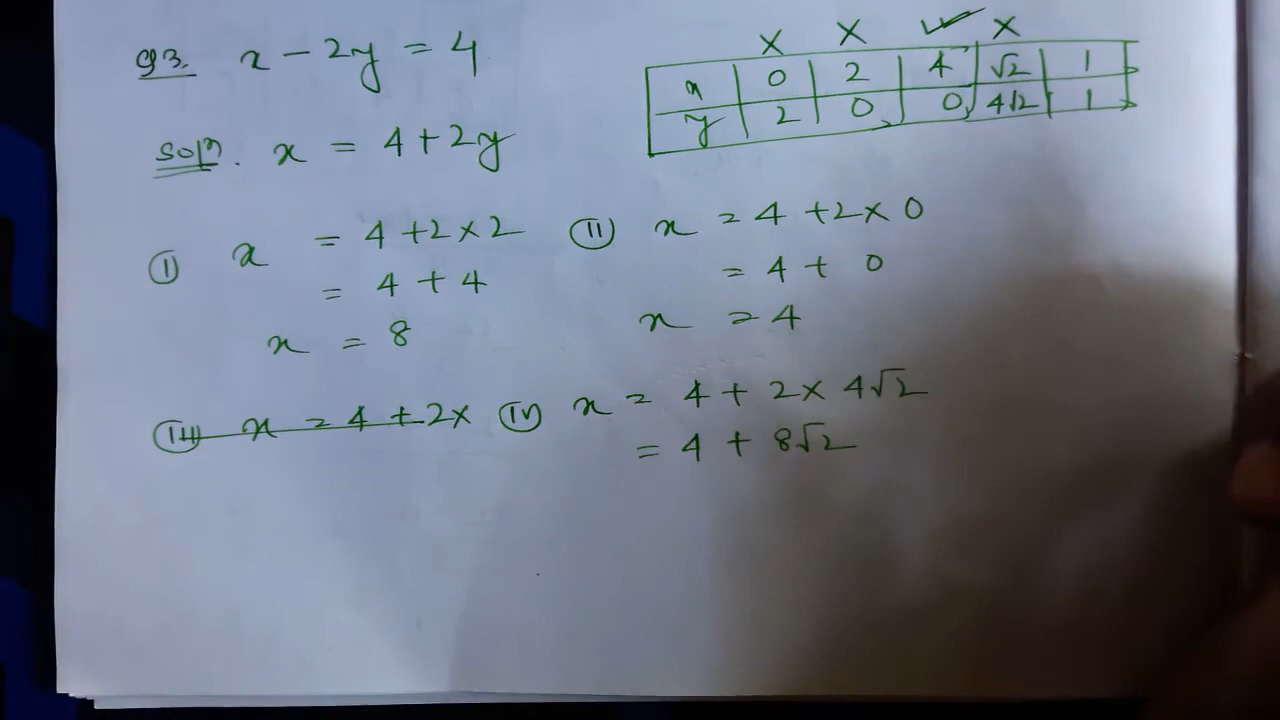 Q3. x - 2y = 4
X X ✓ X
x 0 2 4 √2 1
y 2 0 0 4√2 1
Solⁿ. x = 4 + 2y
(i) x = 4 + 2 × 2
= 4 + 4
x = 8
(ii) x = 4 + 2 × 0
= 4 + 0
x = 4
(iii) x = 4 + 2×
(iv) x = 4 + 2 × 4√2
= 4 + 8√2